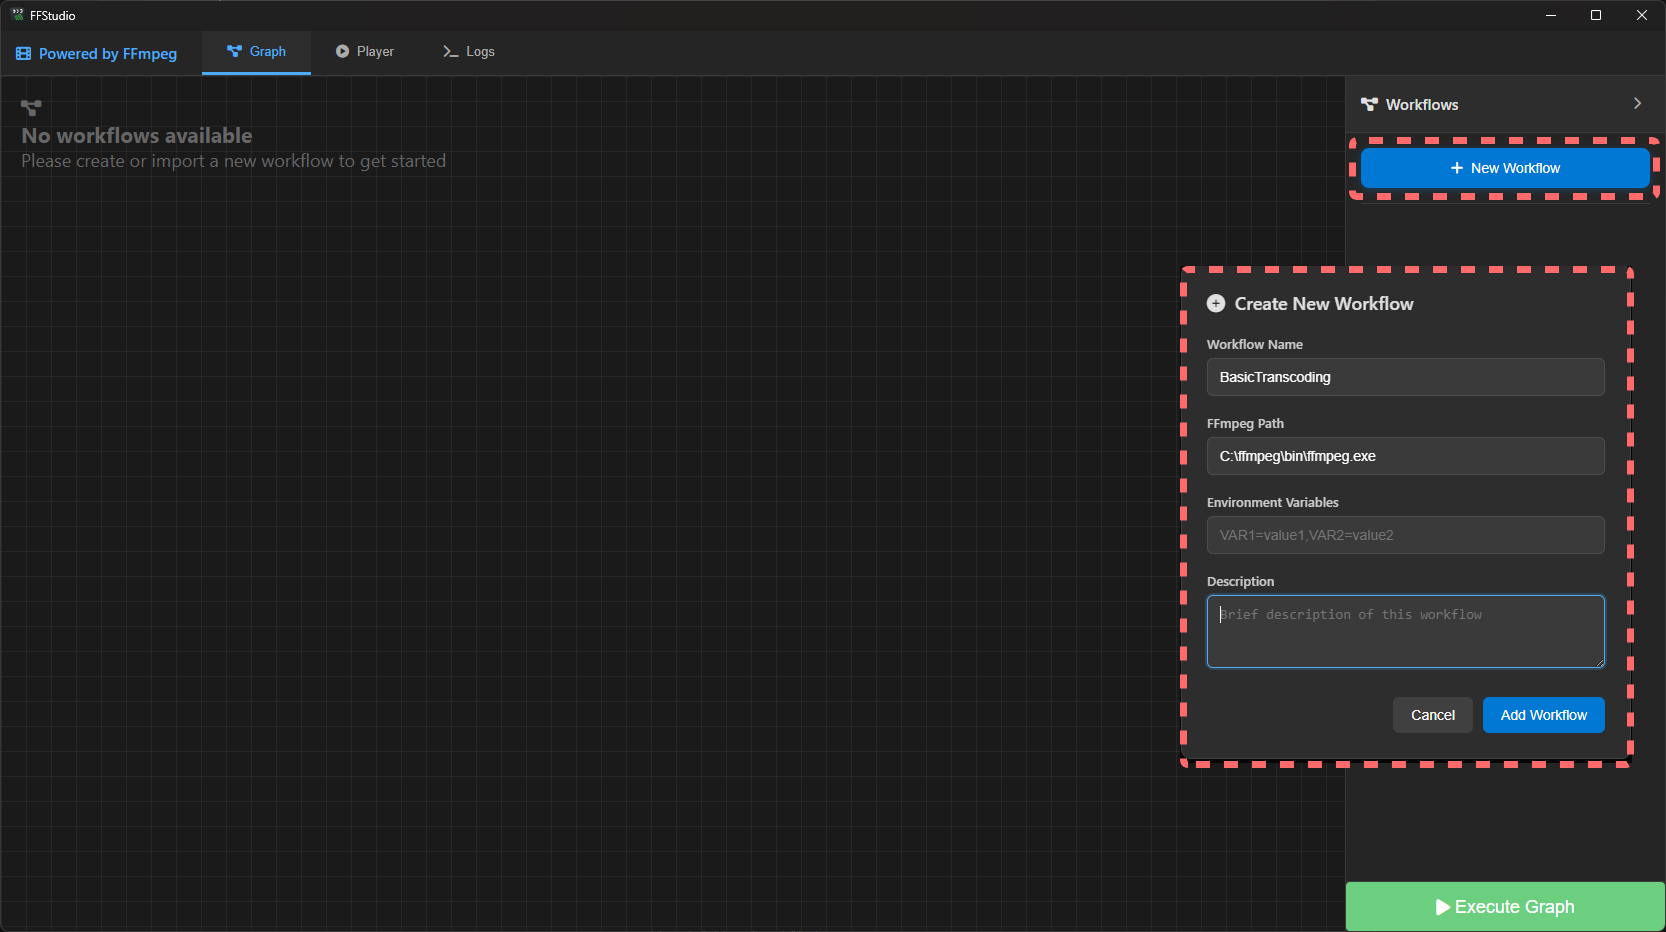 FFStudio
Powered by FFmpeg
Graph
Player
Logs
No workflows available
Please create or import a new workflow to get started
Workflows
New Workflow
Create New Workflow
Workflow Name
BasicTranscoding
FFmpeg Path
C:\ffmpeg\bin\ffmpeg.exe
Environment Variables
VAR1=value1,VAR2=value2
Description
Brief description of this workflow
Cancel
Add Workflow
Execute Graph